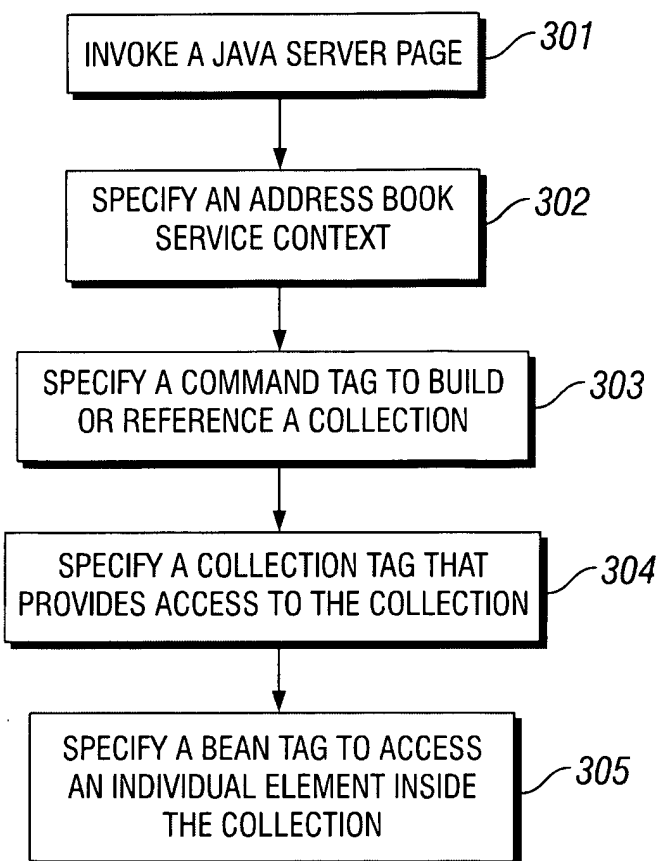 INVOKE A JAVA SERVER PAGE
301
SPECIFY AN ADDRESS BOOK
SERVICE CONTEXT
302
SPECIFY A COMMAND TAG TO BUILD
OR REFERENCE A COLLECTION
303
SPECIFY A COLLECTION TAG THAT
PROVIDES ACCESS TO THE COLLECTION
304
SPECIFY A BEAN TAG TO ACCESS
AN INDIVIDUAL ELEMENT INSIDE
THE COLLECTION
305